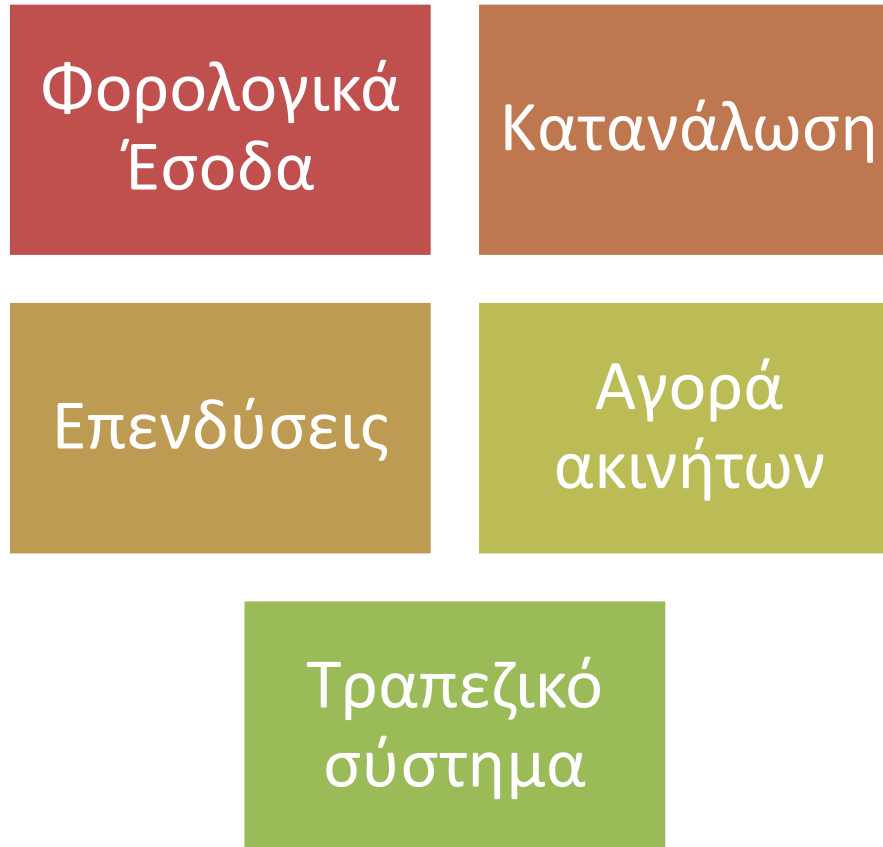 Φορολογικά
Έσοδα
Κατανάλωση
Επενδύσεις
Αγορά
ακινήτων
Τραπεζικό
σύστημα